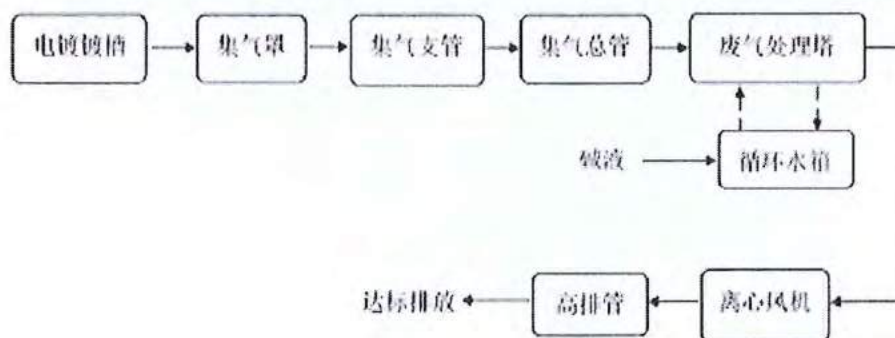 电镀镀槽 集气罩 集气支管 集气总管 废气处理塔
碱液 循环水箱
达标排放 高排管 离心风机